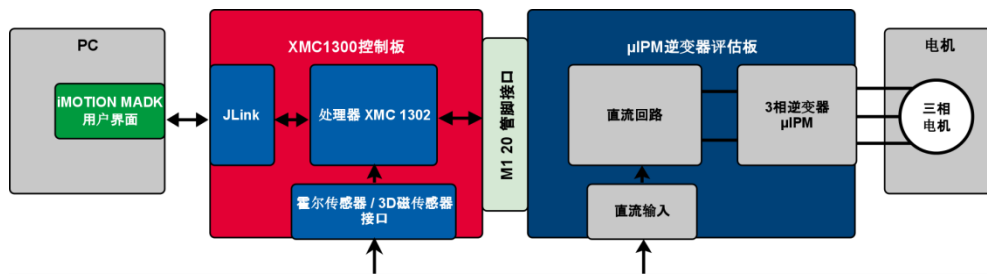 PC
iMOTION MADK
用户界面
XMC1300控制板
JLink
处理器 XMC 1302
霍尔传感器 / 3D磁传感器
接口
M1 20 管脚接口
μIPM逆变器评估板
直流回路
3相逆变器
μIPM
直流输入
电机
三相
电机